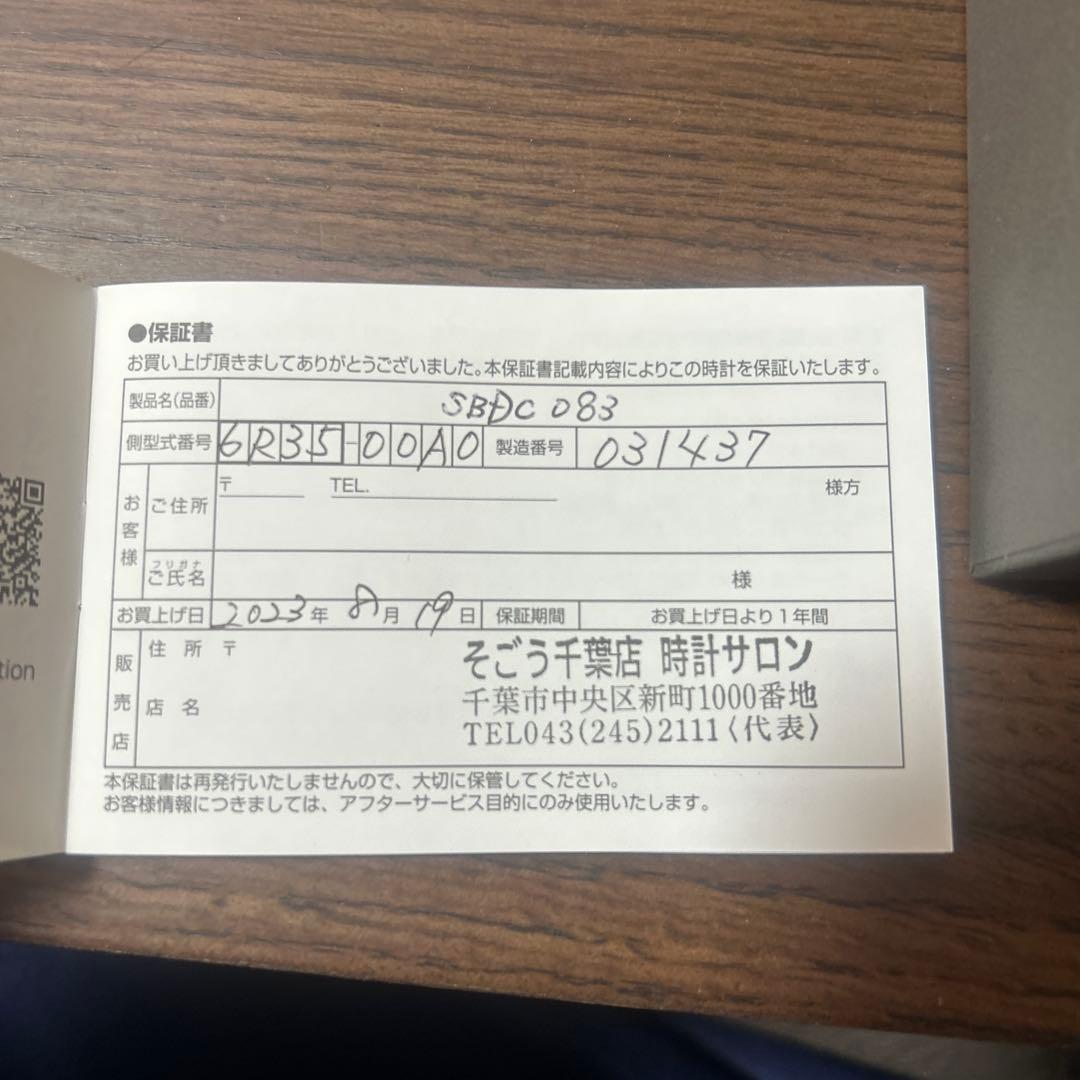 ●保証書
お買い上げ頂きましてありがとうございました。本保証書記載内容によりこの時計を保証いたします。
製品名(品番) SBDC 083
側型式番号 6R35-00A0 製造番号 031437
お客様 ご住所 〒 TEL. 様方
フリガナ
ご氏名 様
お買上げ日 2023年 8月 19日 保証期間 お買上げ日より1年間
販売店 住所 〒 そごう千葉店 時計サロン
千葉市中央区新町1000番地
店名 TEL043(245)2111〈代表〉
本保証書は再発行いたしませんので、大切に保管してください。
お客様情報につきましては、アフターサービス目的にのみ使用いたします。
tion